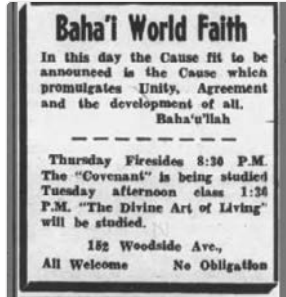 Baha'i World Faith
In this day the Cause fit to be
announced is the Cause which
promulgates Unity, Agreement
and the development of all.
Baha'u'llah
Thursday Firesides 8:30 P.M.
The "Covenant" is being studied
Tuesday afternoon class 1:30
P.M. "The Divine Art of Living"
will be studied.
152 Woodside Ave.,
All Welcome No Obligation